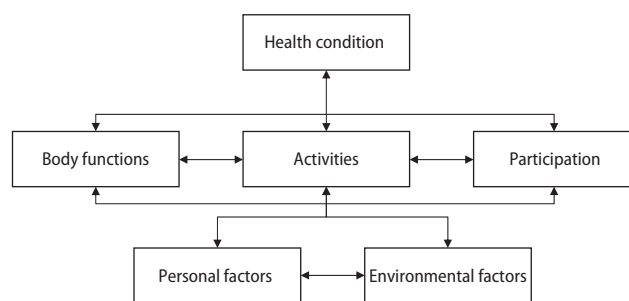 Health condition
Body functions
Activities
Participation
Personal factors
Environmental factors